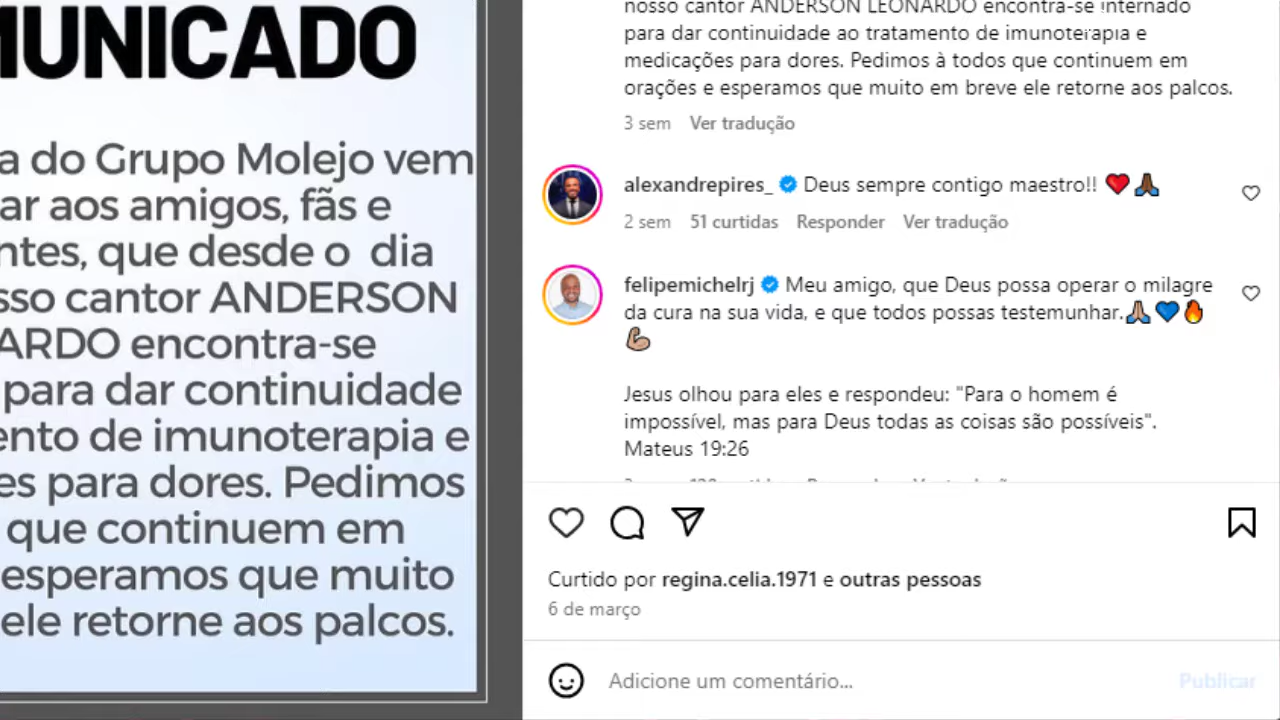 MUNICADO
a do Grupo Molejo vem
ar aos amigos, fãs e
ntes, que desde o dia
sso cantor ANDERSON
ARDO encontra-se
para dar continuidade
ento de imunoterapia e
es para dores. Pedimos
que continuem em
esperamos que muito
ele retorne aos palcos.
nosso cantor ANDERSON LEONARDO encontra-se internado
para dar continuidade ao tratamento de imunoterapia e
medicações para dores. Pedimos à todos que continuem em
orações e esperamos que muito em breve ele retorne aos palcos.
3 sem Ver tradução
alexandrepires_ Deus sempre contigo maestro!! ❤️🙏🏾
2 sem 51 curtidas Responder Ver tradução
felipemichelrj Meu amigo, que Deus possa operar o milagre
da cura na sua vida, e que todos possas testemunhar.🙏🏽💙🔥
💪🏽
Jesus olhou para eles e respondeu: "Para o homem é
impossível, mas para Deus todas as coisas são possíveis".
Mateus 19:26
Curtido por regina.celia.1971 e outras pessoas
6 de março
Adicione um comentário...
Publicar